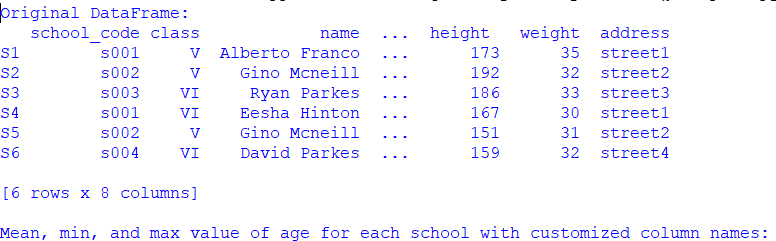 Original DataFrame:
school_code class name ... height weight address
S1 s001 V Alberto Franco ... 173 35 street1
S2 s002 V Gino Mcneill ... 192 32 street2
S3 s003 VI Ryan Parkes ... 186 33 street3
S4 s001 VI Eesha Hinton ... 167 30 street1
S5 s002 V Gino Mcneill ... 151 31 street2
S6 s004 VI David Parkes ... 159 32 street4
[6 rows x 8 columns]
Mean, min, and max value of age for each school with customized column names: